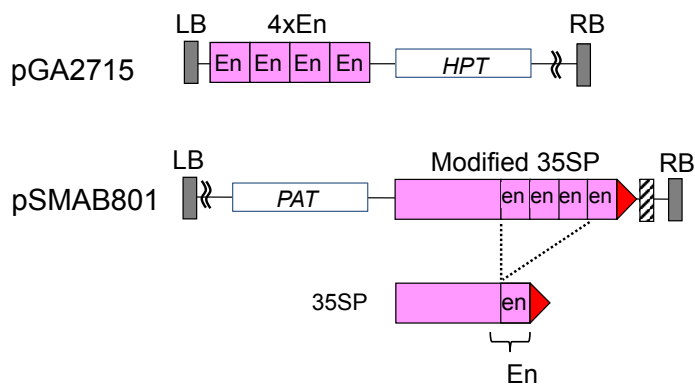 LB 4xEn RB
pGA2715 En En En En HPT
LB Modified 35SP RB
pSMAB801 PAT en en en en
35SP en
En